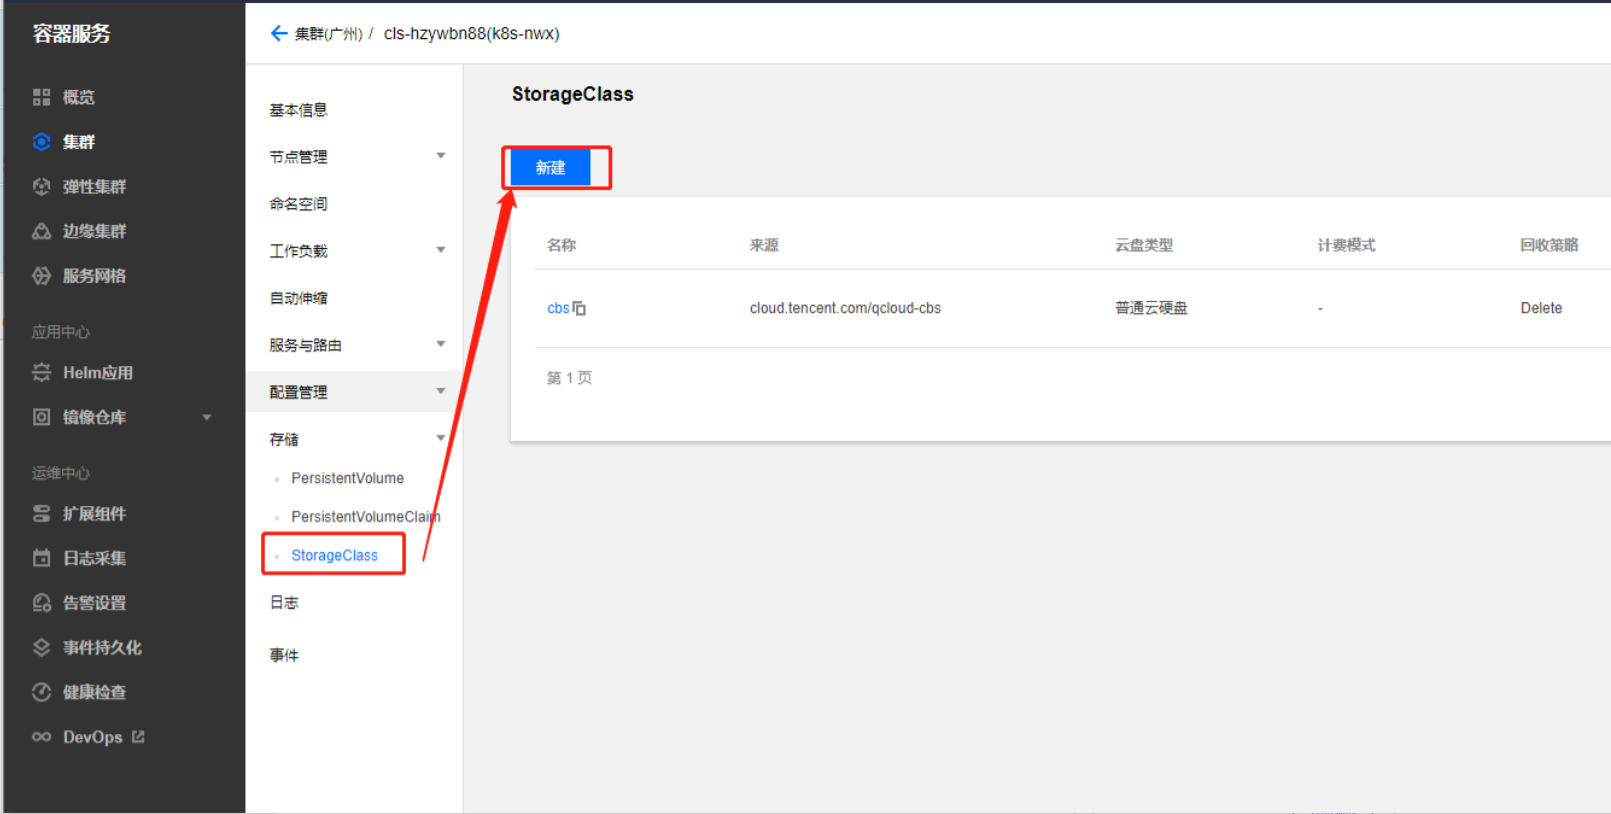 容器服务
概览
集群
弹性集群
边缘集群
服务网格
应用中心
Helm应用
镜像仓库
运维中心
扩展组件
日志采集
告警设置
事件持久化
健康检查
DevOps
集群(广州) / cls-hzywbn88(k8s-nwx)
基本信息
节点管理
命名空间
工作负载
自动伸缩
服务与路由
配置管理
存储
PersistentVolume
PersistentVolumeClaim
StorageClass
日志
事件
StorageClass
新建
名称 来源 云盘类型 计费模式 回收策略
cbs cloud.tencent.com/qcloud-cbs 普通云硬盘 - Delete
第 1 页